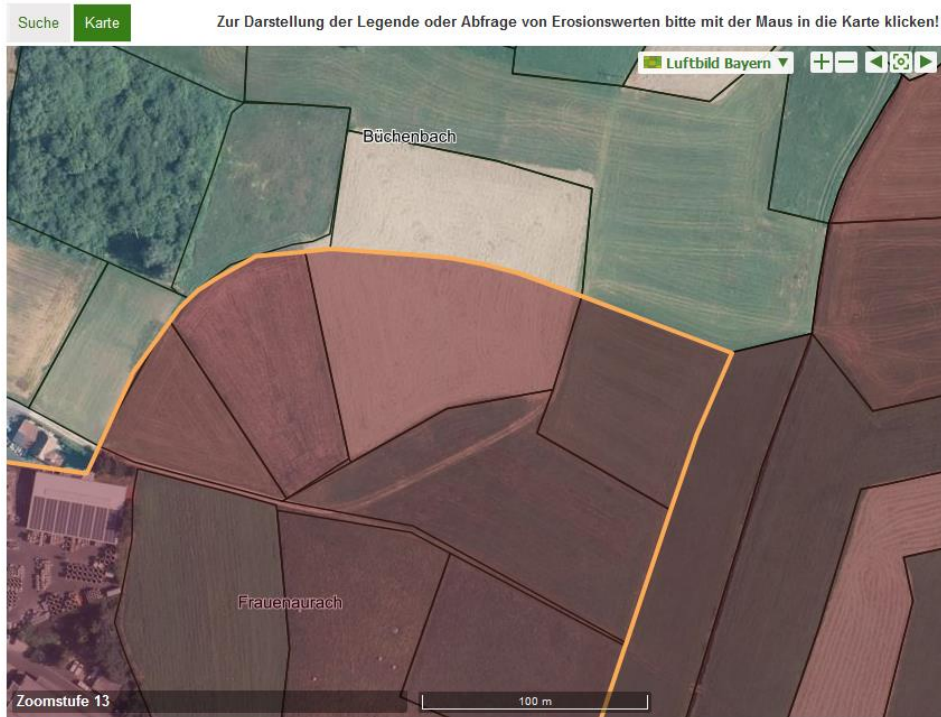 Suche
Karte
Zur Darstellung der Legende oder Abfrage von Erosionswerten bitte mit der Maus in die Karte klicken!
Luftbild Bayern ▼
Büchenbach
Frauenaurach
Zoomstufe 13
100 m